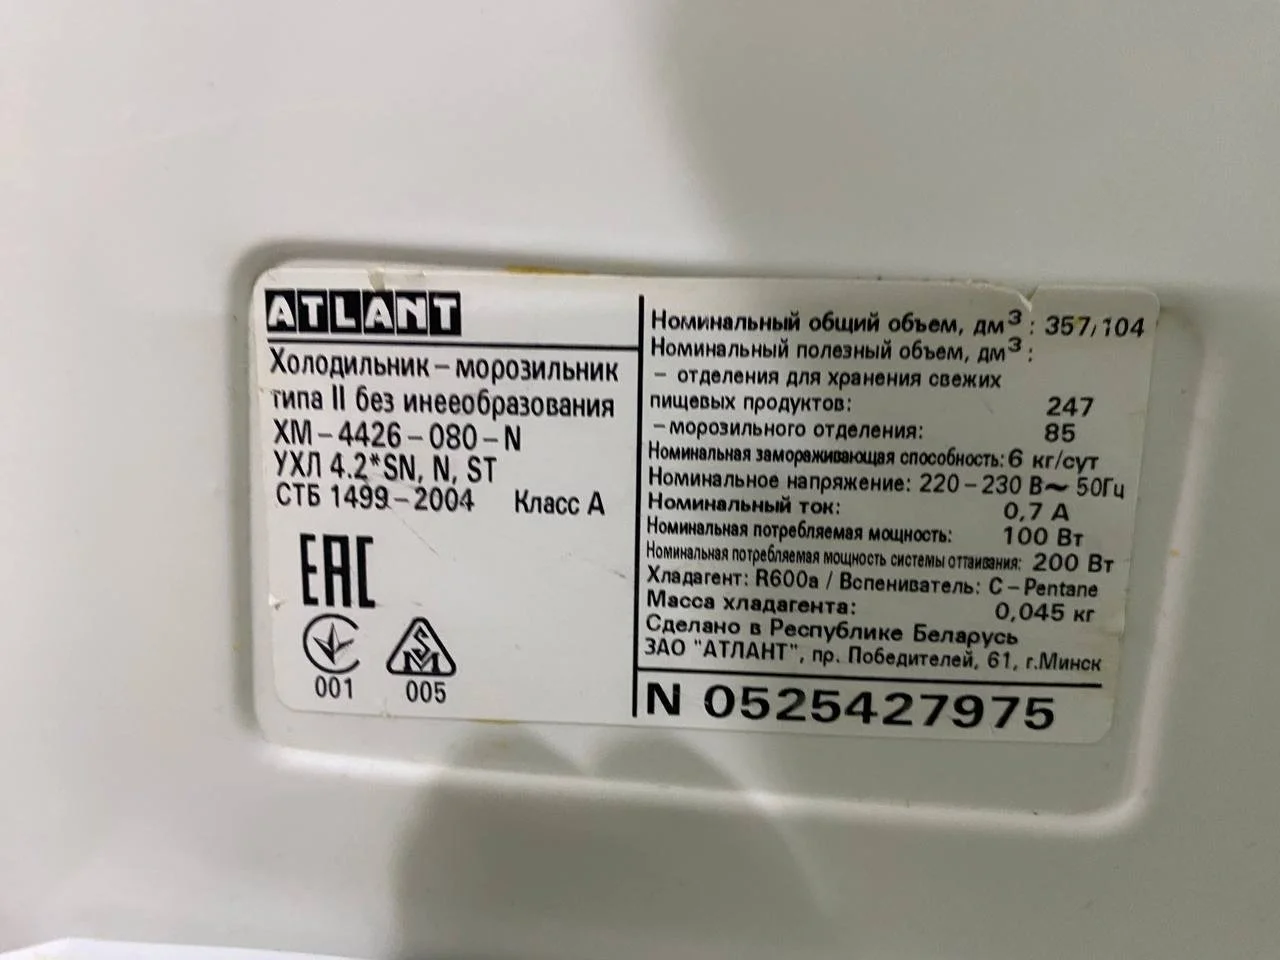 ATLANT
Холодильник – морозильник
типа II без инееобразования
ХМ – 4426 – 080 – N
УХЛ 4.2* SN, N, ST
СТБ 1499 – 2004 Класс А
ЕАС
001
005
Номинальный общий объем, дм³ : 357/104
Номинальный полезный объем, дм³ :
– отделения для хранения свежих
пищевых продуктов: 247
– морозильного отделения: 85
Номинальная замораживающая способность: 6 кг/сут
Номинальное напряжение: 220 – 230 В ~ 50Гц
Номинальный ток: 0,7 А
Номинальная потребляемая мощность: 100 Вт
Номинальная потребляемая мощность системы оттаивания: 200 Вт
Хладагент: R600a / Вспениватель: C – Pentane
Масса хладагента: 0,045 кг
Сделано в Республике Беларусь
ЗАО "АТЛАНТ", пр. Победителей, 61, г.Минск
N 0525427975